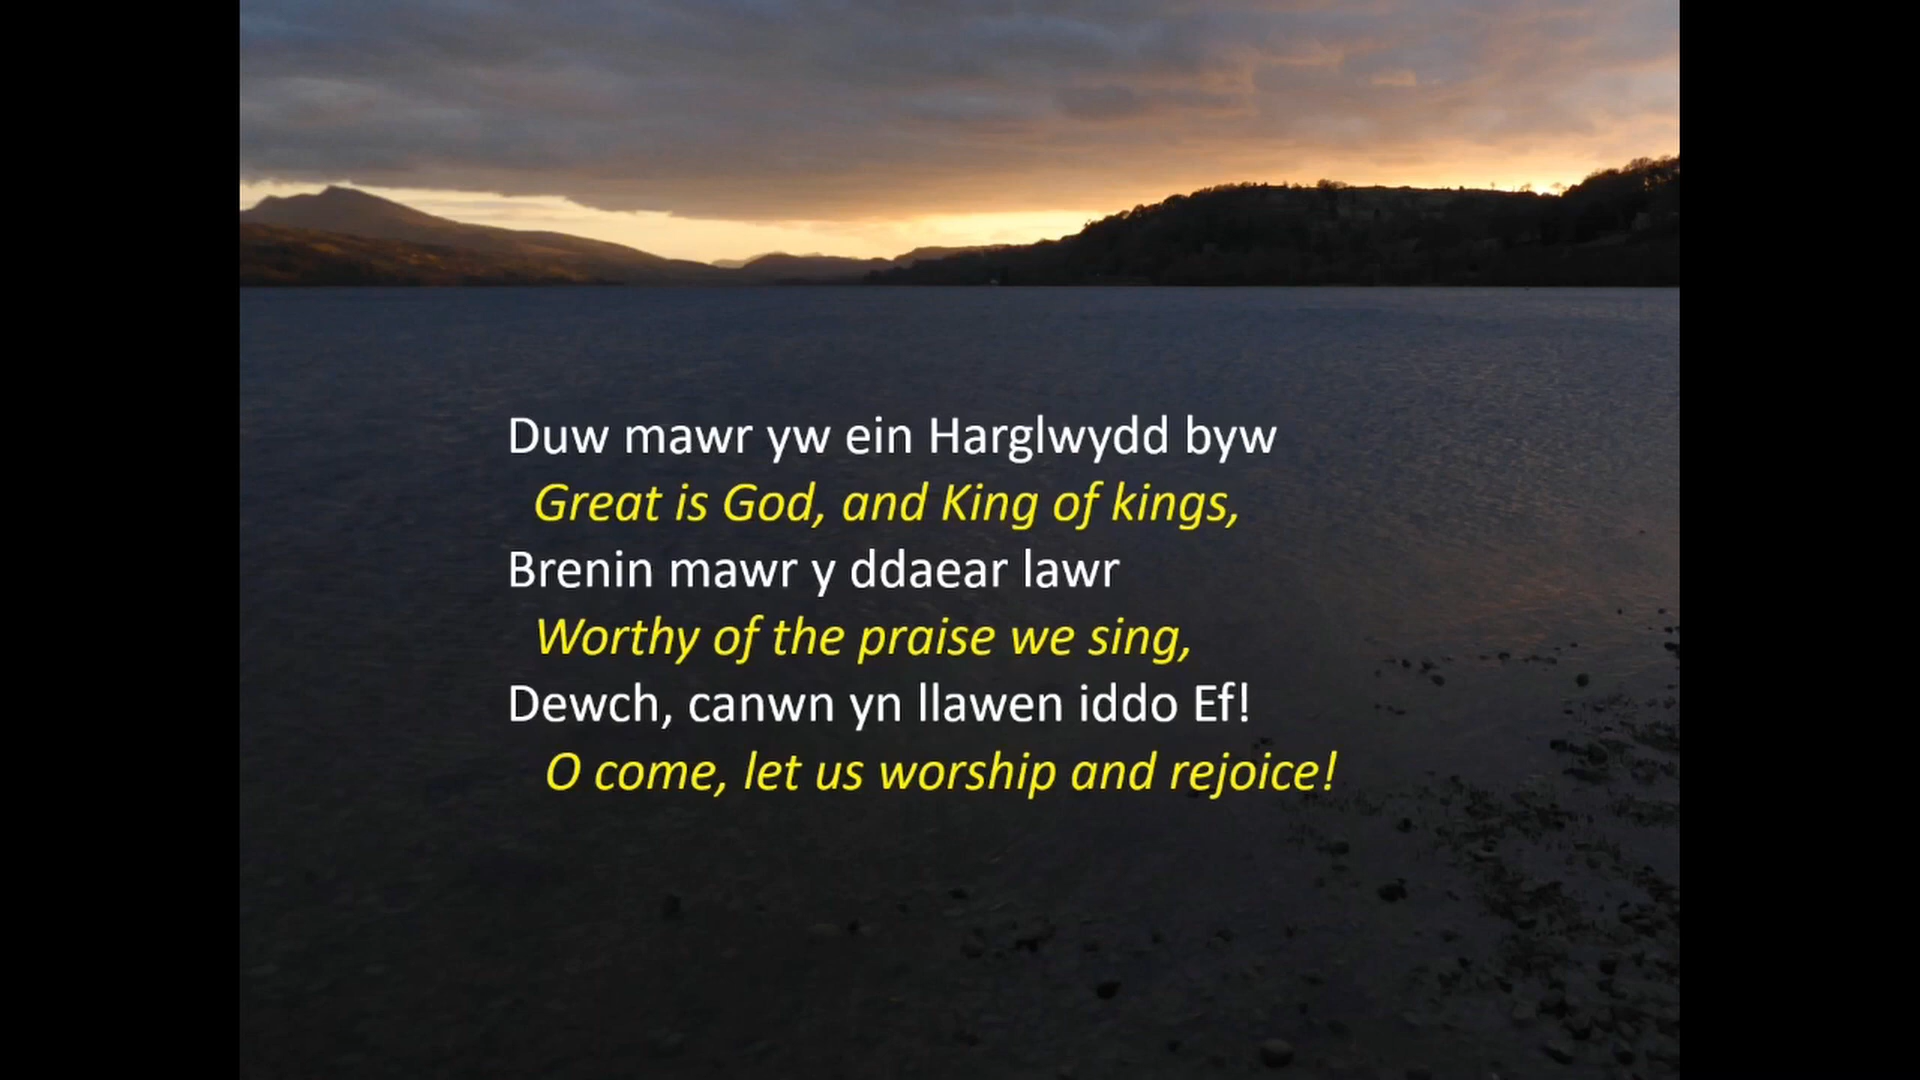 Duw mawr yw ein Harglwydd byw
Great is God, and King of kings,
Brenin mawr y ddaear lawr
Worthy of the praise we sing,
Dewch, canwn yn llawen iddo Ef!
O come, let us worship and rejoice!